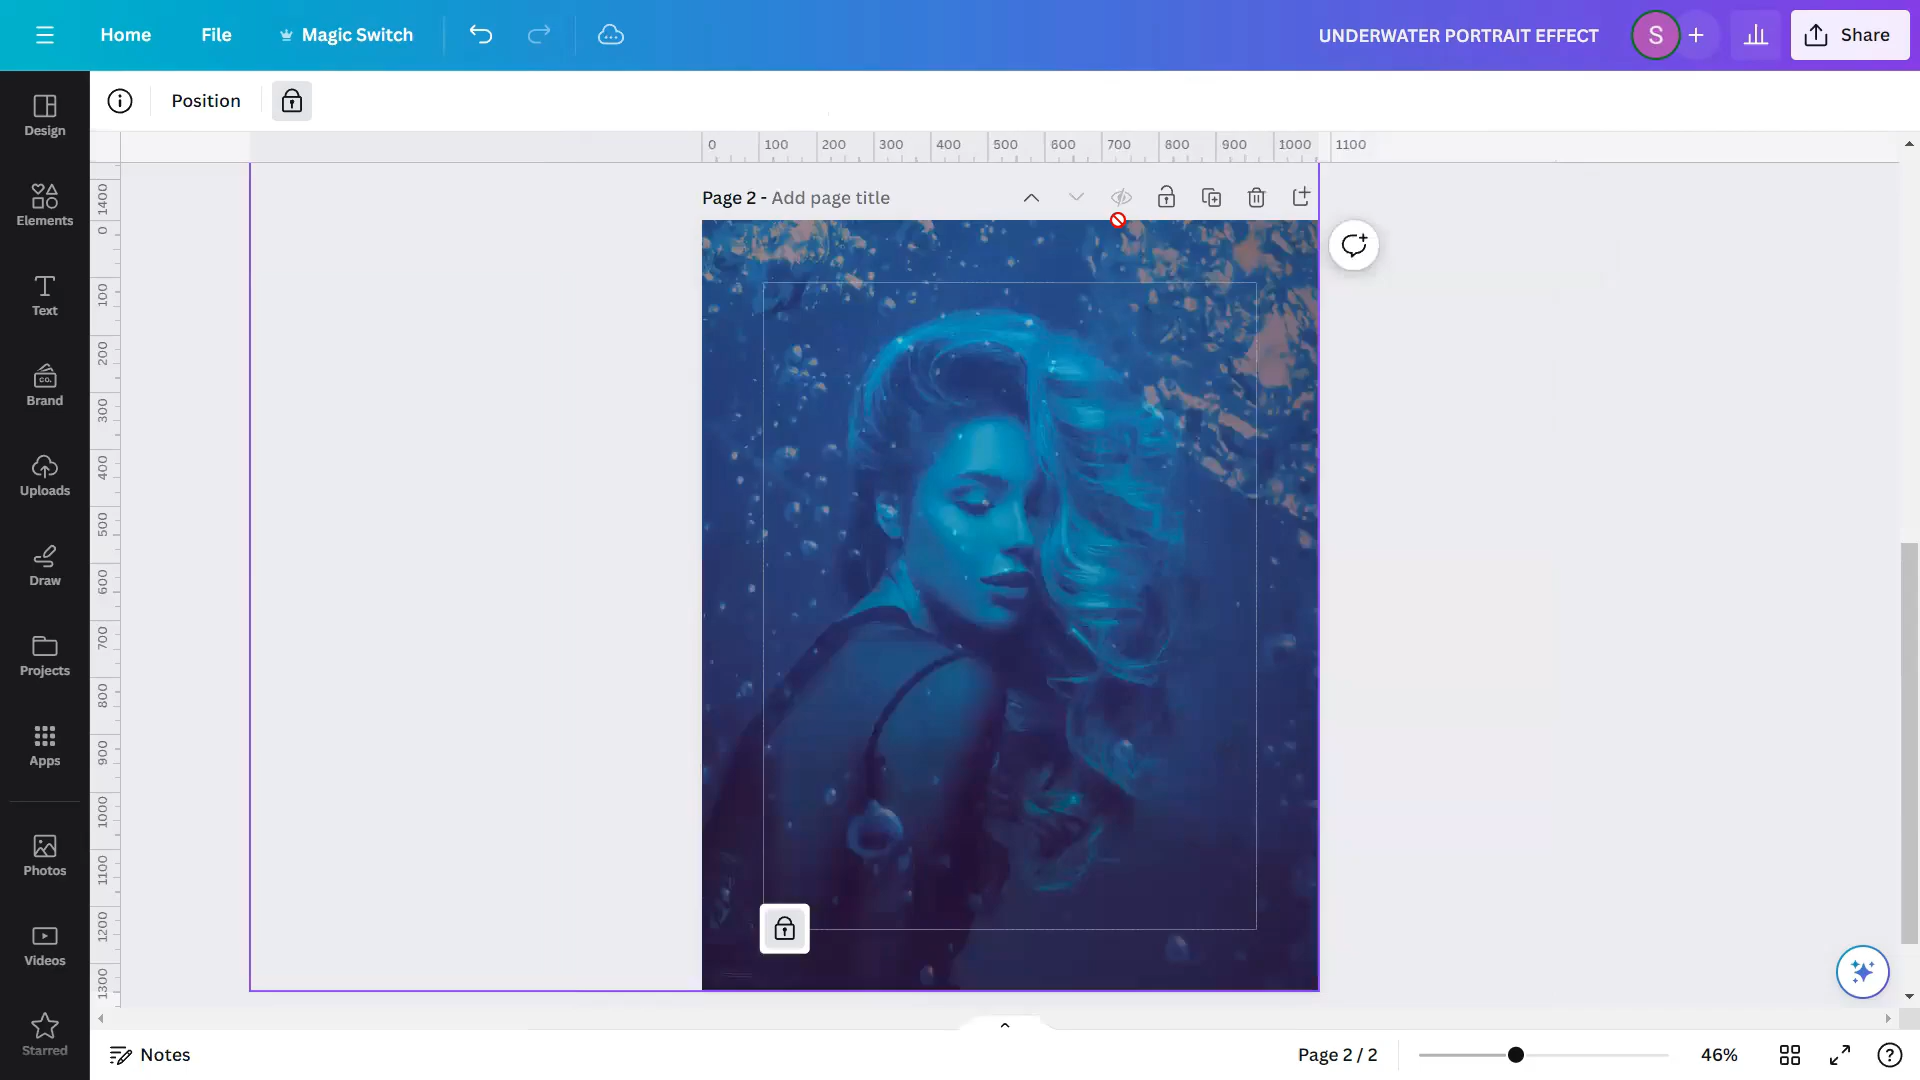 Home
File
Magic Switch
UNDERWATER PORTRAIT EFFECT
S
Share
Position
Design
Elements
Text
Brand
CO.
Uploads
Draw
Projects
Apps
Photos
Videos
Starred
0 100 200 300 400 500 600 700 800 900 1000 1100
1400
0
100
200
300
400
500
600
700
800
900
1000
1100
1200
1300
Page 2 - Add page title
Notes
Page 2 / 2
46%